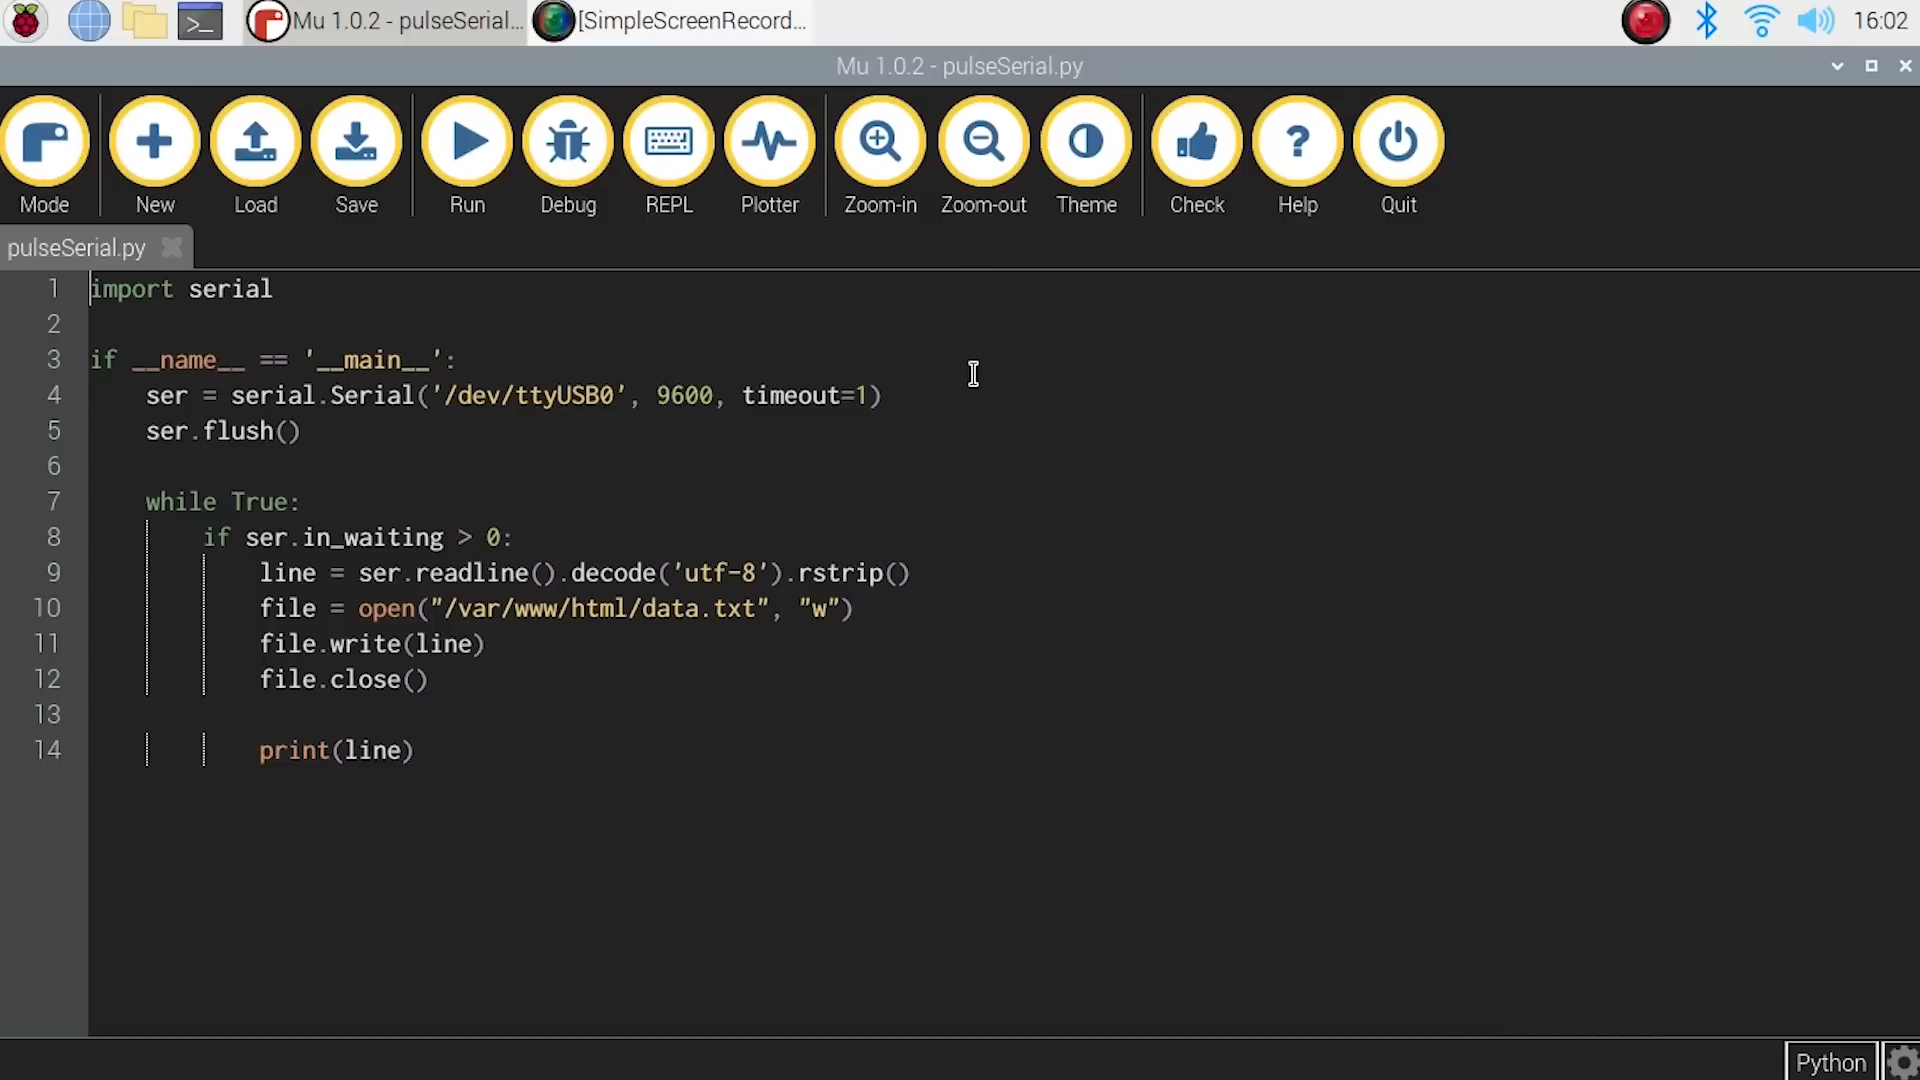 Mu 1.0.2 - pulseSerial... [SimpleScreenRecord... 16:02
Mu 1.0.2 - pulseSerial.py
Mode New Load Save Run Debug REPL Plotter Zoom-in Zoom-out Theme Check Help Quit
pulseSerial.py
1 import serial
2
3 if __name__ == '__main__':
4     ser = serial.Serial('/dev/ttyUSB0', 9600, timeout=1)
5     ser.flush()
6
7     while True:
8         if ser.in_waiting > 0:
9             line = ser.readline().decode('utf-8').rstrip()
10             file = open("/var/www/html/data.txt", "w")
11             file.write(line)
12             file.close()
13
14             print(line)
Python